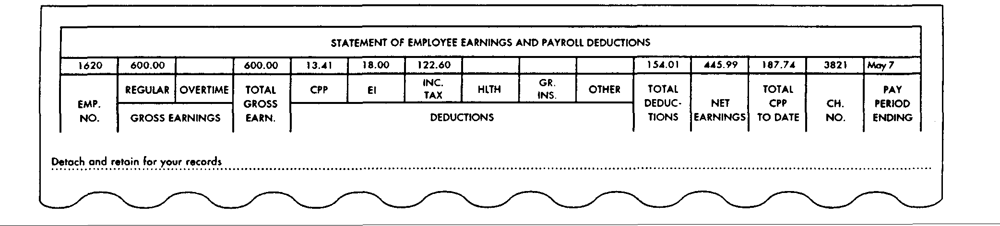 STATEMENT OF EMPLOYEE EARNINGS AND PAYROLL DEDUCTIONS
1620 600.00 600.00 13.41 18.00 122.60 154.01 445.99 187.74 3821 May 7
EMP. NO. REGULAR OVERTIME GROSS EARNINGS TOTAL GROSS EARN. CPP EI INC. TAX HLTH GR. INS. OTHER DEDUCTIONS TOTAL DEDUC- TIONS NET EARNINGS TOTAL CPP TO DATE CH. NO. PAY PERIOD ENDING
Detach and retain for your records